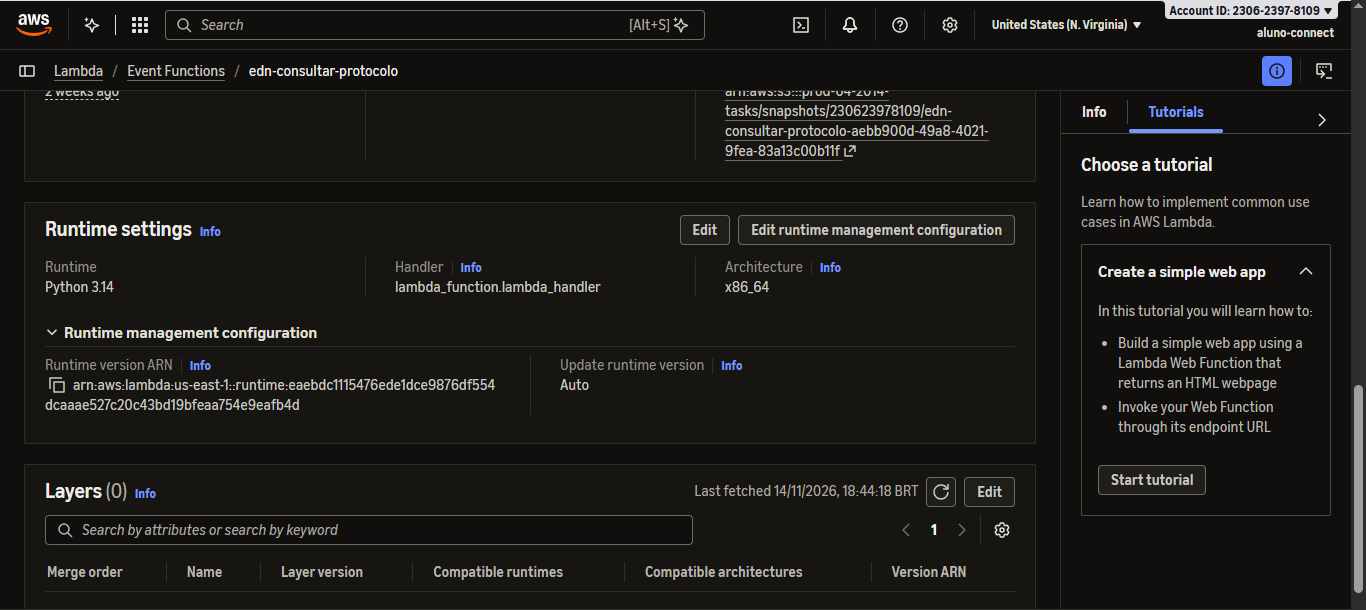 aws
Search [Alt+S]
United States (N. Virginia) ▼
Account ID: 2306-2397-8109 ▼
aluno-connect
Lambda / Event Functions / edn-consultar-protocolo
2 weeks ago
arn:aws:s3:::prod-04-2014-
tasks/snapshots/230623978109/edn-
consultar-protocolo-aebb900d-49a8-4021-
9fea-83a13c00b11f
Runtime settings Info
Edit
Edit runtime management configuration
Runtime
Python 3.14
Handler Info
lambda_function.lambda_handler
Architecture Info
x86_64
Runtime management configuration
Runtime version ARN Info
arn:aws:lambda:us-east-1::runtime:eaebdc1115476ede1dce9876df554
dcaaae527c20c43bd19bfeaa754e9eafb4d
Update runtime version Info
Auto
Layers (0) Info
Last fetched 14/11/2026, 18:44:18 BRT
Edit
Search by attributes or search by keyword
1
Merge order Name Layer version Compatible runtimes Compatible architectures Version ARN
Info Tutorials
Choose a tutorial
Learn how to implement common use
cases in AWS Lambda.
Create a simple web app
In this tutorial you will learn how to:
• Build a simple web app using a
Lambda Web Function that
returns an HTML webpage
• Invoke your Web Function
through its endpoint URL
Start tutorial